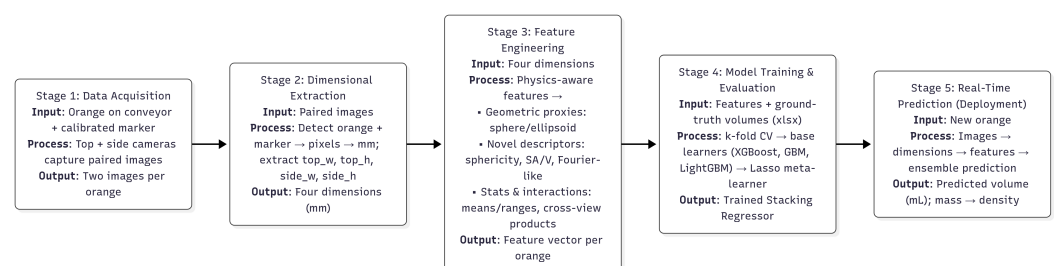 Stage 1: Data Acquisition
Input: Orange on conveyor
+ calibrated marker
Process: Top + side cameras
capture paired images
Output: Two images per
orange
Stage 2: Dimensional
Extraction
Input: Paired images
Process: Detect orange +
marker → pixels → mm;
extract top_w, top_h,
side_w, side_h
Output: Four dimensions
(mm)
Stage 3: Feature
Engineering
Input: Four dimensions
Process: Physics-aware
features →
• Geometric proxies:
sphere/ellipsoid
• Novel descriptors:
sphericity, SA/V, Fourier-
like
• Stats & interactions:
means/ranges, cross-view
products
Output: Feature vector per
orange
Stage 4: Model Training &
Evaluation
Input: Features + ground-
truth volumes (xlsx)
Process: k-fold CV → base
learners (XGBoost, GBM,
LightGBM) → Lasso meta-
learner
Output: Trained Stacking
Regressor
Stage 5: Real-Time
Prediction (Deployment)
Input: New orange
Process: Images →
dimensions → features →
ensemble prediction
Output: Predicted volume
(mL); mass → density